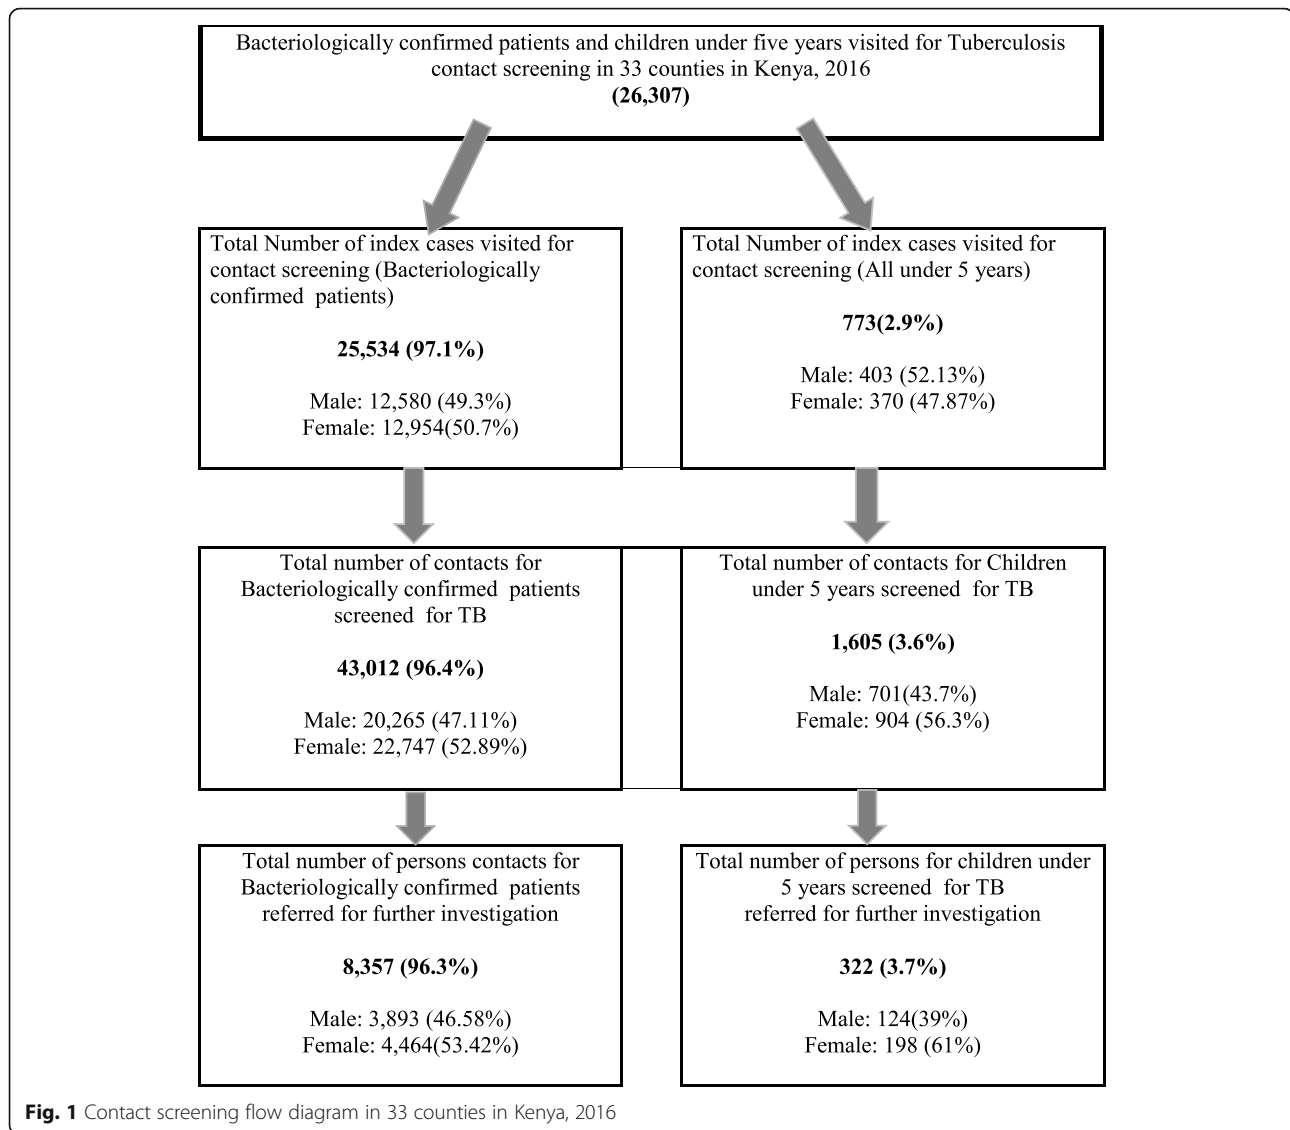 Bacteriologically confirmed patients and children under five years visited for Tuberculosis
contact screening in 33 counties in Kenya, 2016
(26,307)
Total Number of index cases visited for
contact screening (Bacteriologically
confirmed patients)
25,534 (97.1%)
Male: 12,580 (49.3%)
Female: 12,954(50.7%)
Total Number of index cases visited for
contact screening (All under 5 years)
773(2.9%)
Male: 403 (52.13%)
Female: 370 (47.87%)
Total number of contacts for
Bacteriologically confirmed patients
screened for TB
43,012 (96.4%)
Male: 20,265 (47.11%)
Female: 22,747 (52.89%)
Total number of contacts for Children
under 5 years screened for TB
1,605 (3.6%)
Male: 701(43.7%)
Female: 904 (56.3%)
Total number of persons contacts for
Bacteriologically confirmed patients
referred for further investigation
8,357 (96.3%)
Male: 3,893 (46.58%)
Female: 4,464(53.42%)
Total number of persons for children under
5 years screened for TB
referred for further investigation
322 (3.7%)
Male: 124(39%)
Female: 198 (61%)
Fig. 1 Contact screening flow diagram in 33 counties in Kenya, 2016